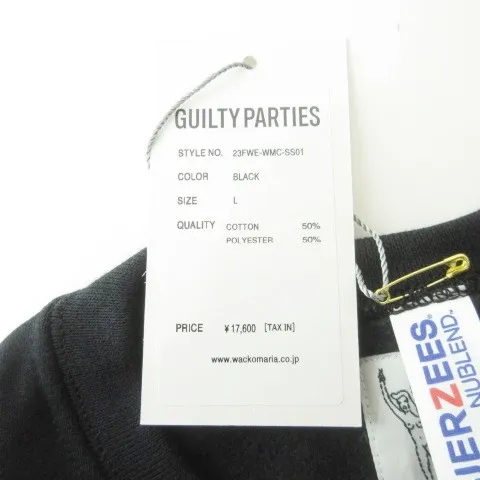 GUILTY PARTIES
STYLE NO. 23FWE-WMC-SS01
COLOR BLACK
SIZE L
QUALITY COTTON 50%
POLYESTER 50%
PRICE ¥17,600 [TAX IN]
www.wackomaria.co.jp
JERZEES®
NUBLEND®